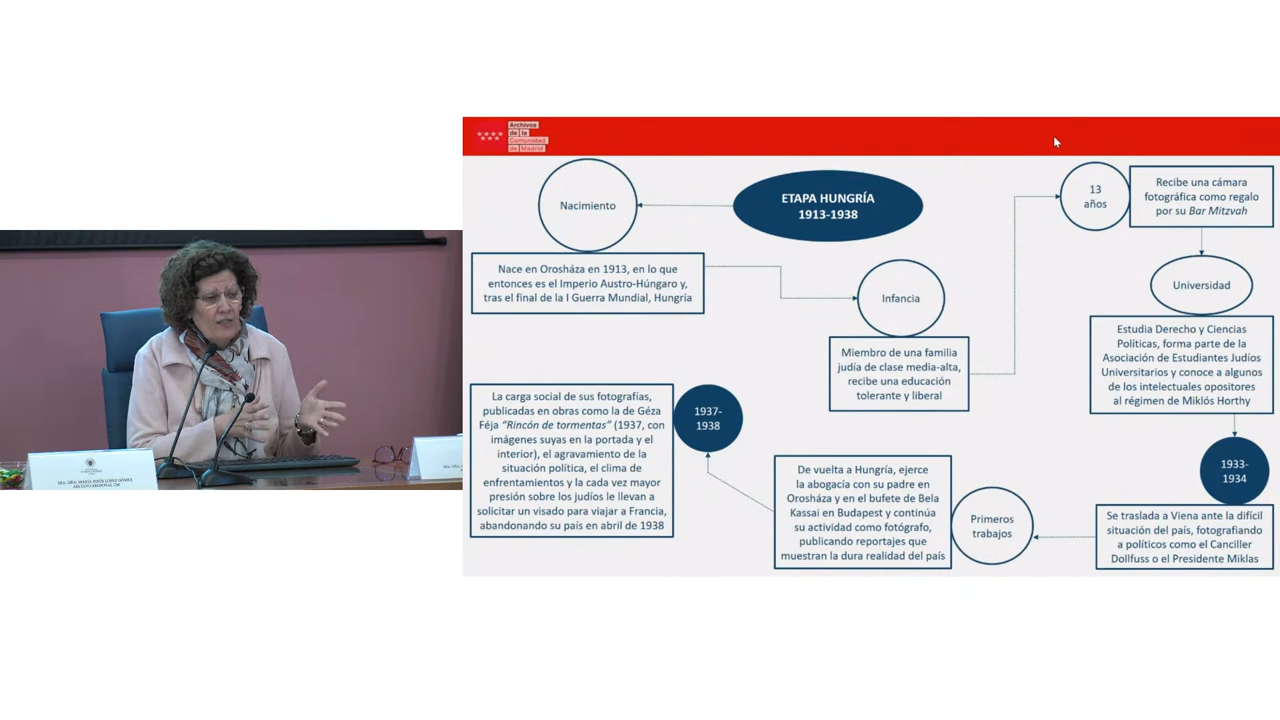 Archivos
de la
Comunidad
de Madrid
ETAPA HUNGRÍA
1913-1938
Nacimiento
Nace en Orosháza en 1913, en lo que
entonces es el Imperio Austro-Húngaro y,
tras el final de la I Guerra Mundial, Hungría
Infancia
Miembro de una familia
judía de clase media-alta,
recibe una educación
tolerante y liberal
13
años
Recibe una cámara
fotográfica como regalo
por su Bar Mitzvah
Universidad
Estudia Derecho y Ciencias
Políticas, forma parte de la
Asociación de Estudiantes Judíos
Universitarios y conoce a algunos
de los intelectuales opositores
al régimen de Miklós Horthy
1933-
1934
Se traslada a Viena ante la difícil
situación del país, fotografiando
a políticos como el Canciller
Dollfuss o el Presidente Miklas
Primeros
trabajos
De vuelta a Hungría, ejerce
la abogacía con su padre en
Orosháza y en el bufete de Bela
Kassai en Budapest y continúa
su actividad como fotógrafo,
publicando reportajes que
muestran la dura realidad del país
1937-
1938
La carga social de sus fotografías,
publicadas en obras como la de Géza
Féja "Rincón de tormentas" (1937, con
imágenes suyas en la portada y el
interior), el agravamiento de la
situación política, el clima de
enfrentamientos y la cada vez mayor
presión sobre los judíos le llevan a
solicitar un visado para viajar a Francia,
abandonando su país en abril de 1938
SRA. DÑA. MARÍA JESÚS LÓPEZ GÓMEZ
ARCHIVO REGIONAL CM